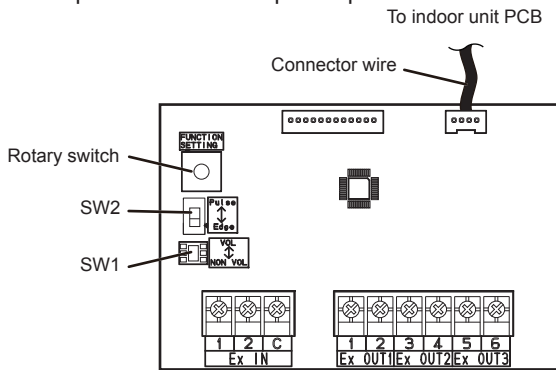 To indoor unit PCB
Connector wire
FUNCTION
SETTING
Rotary switch
SW2
Pulse
Edge
SW1
VOL
NON VOL
1 2 C
Ex IN
1 2 3 4 5 6
Ex OUT1 Ex OUT2 Ex OUT3